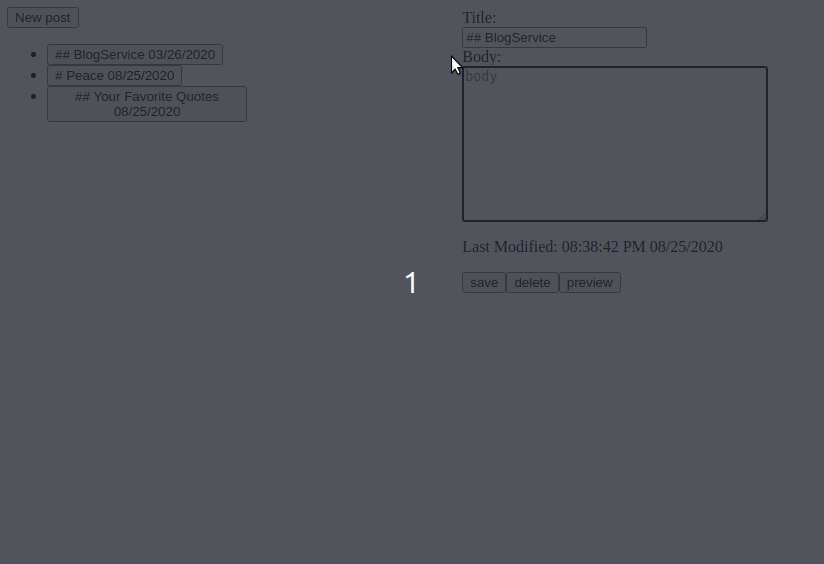 New post
## BlogService 03/26/2020
# Peace 08/25/2020
## Your Favorite Quotes
08/25/2020
Title:
## BlogService
Body:
body
Last Modified: 08:38:42 PM 08/25/2020
save delete preview
1